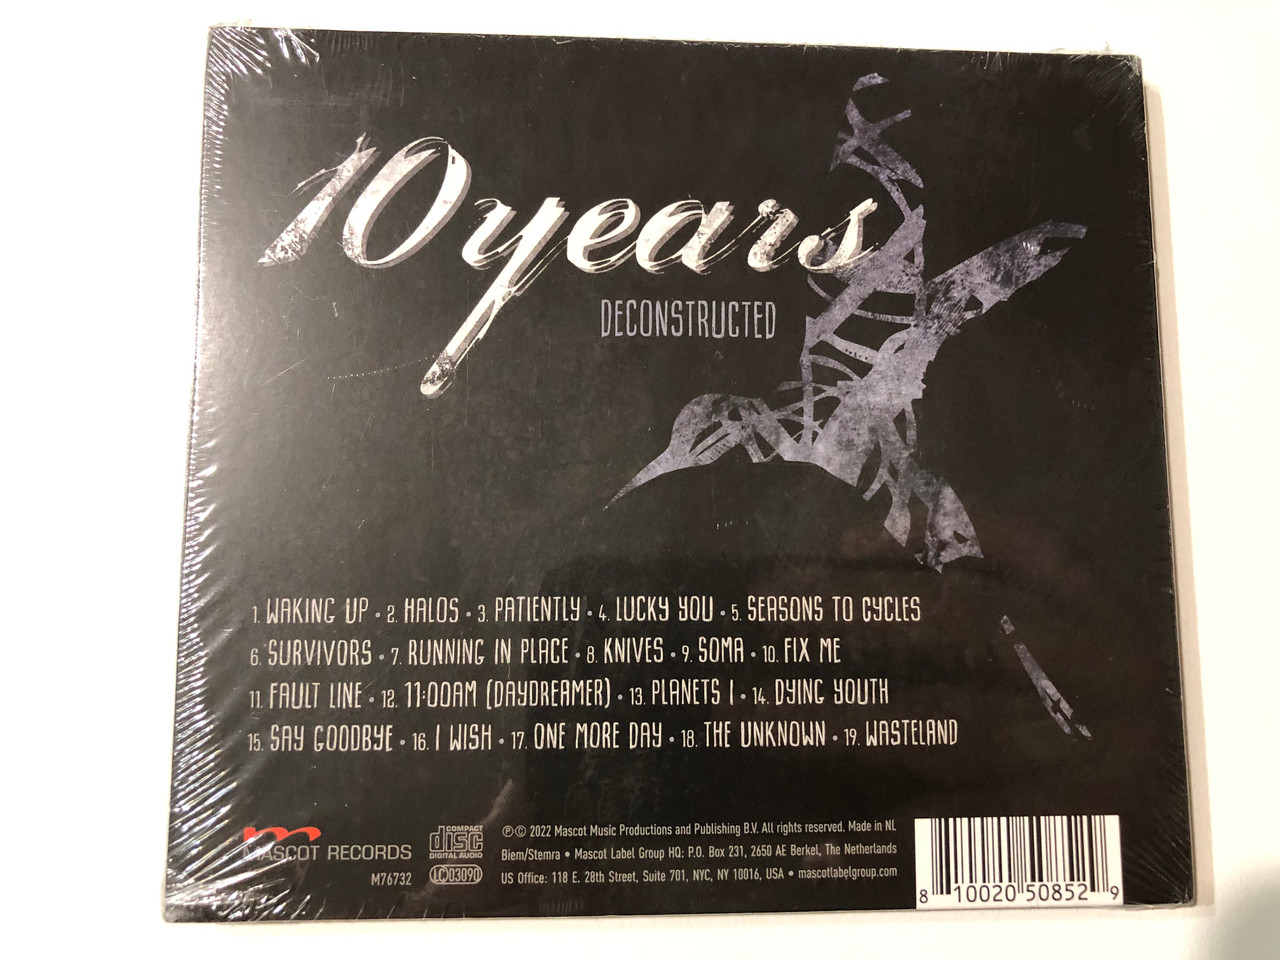 10 years
DECONSTRUCTED
1. WAKING UP • 2. HALOS • 3. PATIENTLY • 4. LUCKY YOU • 5. SEASONS TO CYCLES
6. SURVIVORS • 7. RUNNING IN PLACE • 8. KNIVES • 9. SOMA • 10. FIX ME
11. FAULT LINE • 12. 11:00AM (DAYDREAMER) • 13. PLANETS I • 14. DYING YOUTH
15. SAY GOODBYE • 16. I WISH • 17. ONE MORE DAY • 18. THE UNKNOWN • 19. WASTELAND
m
MASCOT RECORDS
M76732
COMPACT
disc
DIGITAL AUDIO
LC 03090
℗© 2022 Mascot Music Productions and Publishing B.V. All rights reserved. Made in NL
Biem/Stemra • Mascot Label Group HQ: P.O. Box 231, 2650 AE Berkel, The Netherlands
US Office: 118 E. 28th Street, Suite 701, NYC, NY 10016, USA • mascotlabelgroup.com
8 10020 50852 9